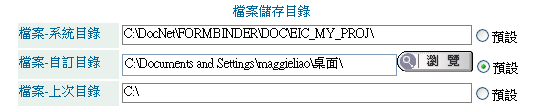 檔案儲存目錄
檔案-系統目錄 C:\DocNet\FORMBINDER\DOC\EIC_MY_PROJ\ 預設
檔案-自訂目錄 C:\Documents and Settings\maggieliao\桌面\ 瀏覽 預設
檔案-上次目錄 C:\ 預設